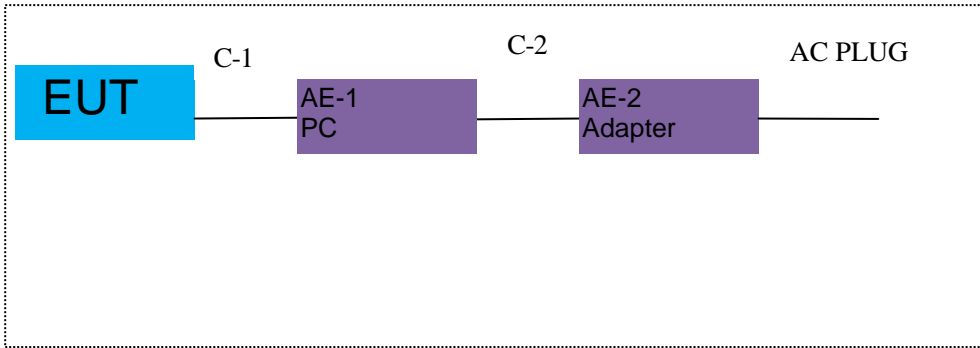 C-1
C-2
AC PLUG
EUT
AE-1
PC
AE-2
Adapter